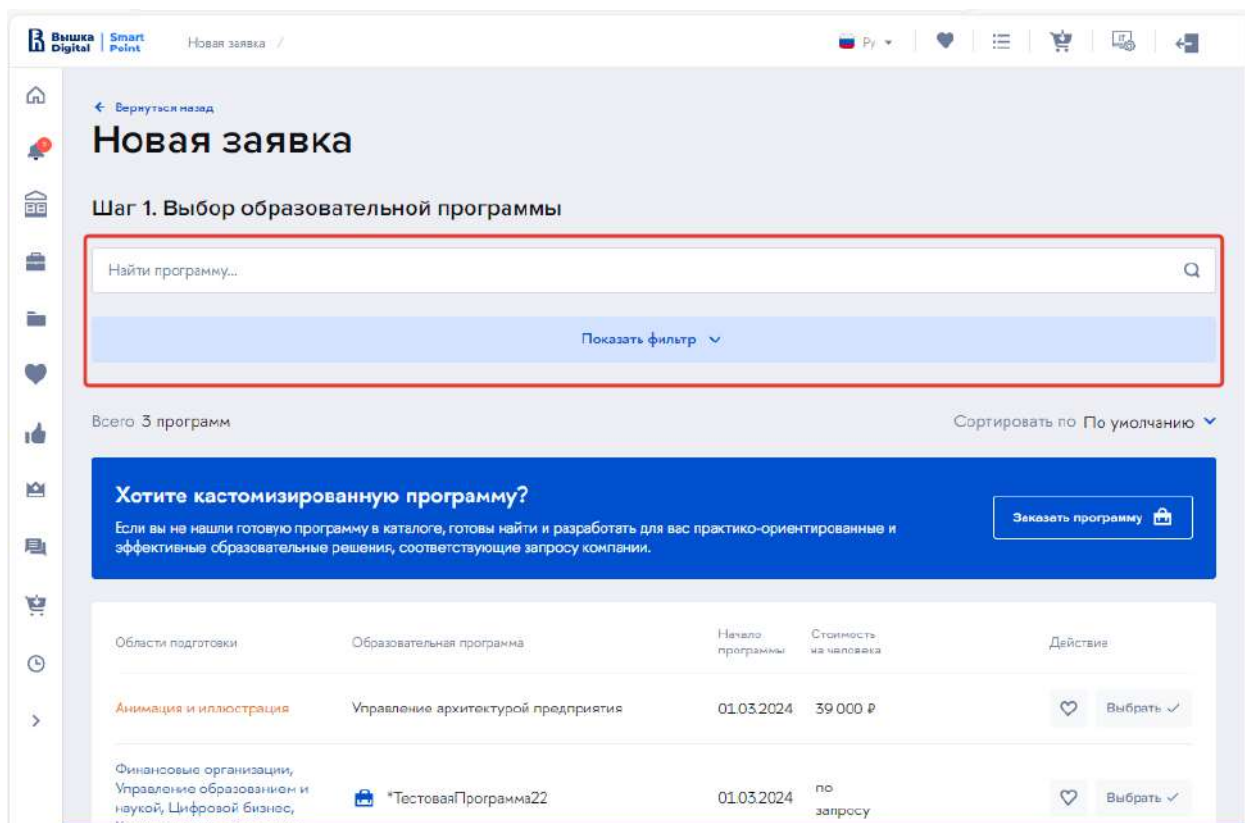 Вышка Digital | Smart Point
Новая заявка /
Ру
← Вернуться назад
Новая заявка
Шаг 1. Выбор образовательной программы
Найти программу...
Показать фильтр
Всего 3 программ
Сортировать по По умолчанию
Хотите кастомизированную программу?
Если вы не нашли готовую программу в каталоге, готовы найти и разработать для вас практико-ориентированные и
эффективные образовательные решения, соответствующие запросу компании.
Заказать программу
Области подготовки
Образовательная программа
Начало
программы
Стоимость
на человека
Действие
Анимация и иллюстрация
Управление архитектурой предприятия
01.03.2024
39 000 ₽
Выбрать
Финансовые организации,
Управление образованием и
наукой, Цифровой бизнес,
*ТестоваяПрограмма22
01.03.2024
по
запросу
Выбрать